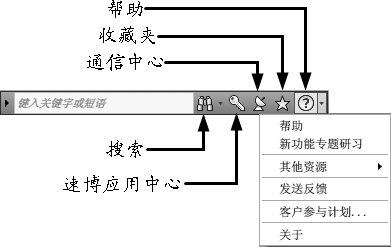 帮助
收藏夹
通信中心
键入关键字或短语
搜索
速博应用中心
帮助
新功能专题研习
其他资源
发送反馈
客户参与计划...
关于